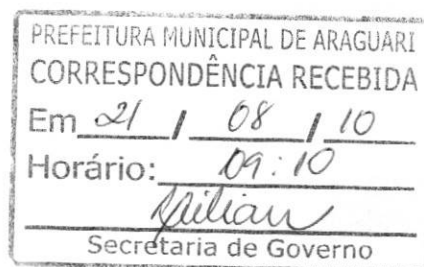 PREFEITURA MUNICIPAL DE ARAGUARI
CORRESPONDÊNCIA RECEBIDA
Em 21 / 08 / 10
Horário: 09:10
Secretaria de Governo